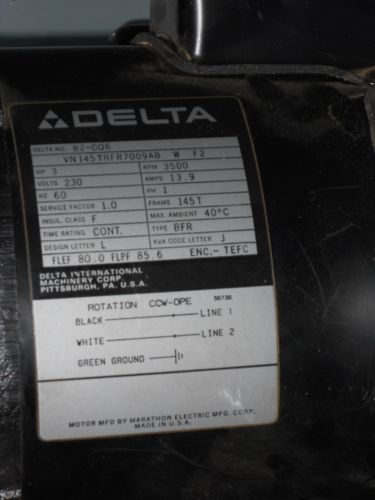 DELTA
DELTA NO. 82-006
VN145TBFR7009AB W F2
HP 3 RPM 3500
VOLTS 230 AMPS 13.9
HZ 60 PH 1
SERVICE FACTOR 1.0 FRAME 145T
INSUL. CLASS F MAX. AMBIENT 40°C
TIME RATING CONT. TYPE BFR
DESIGN LETTER L KVA CODE LETTER J
FLEF 80.0 FLPF 85.6 ENC.- TEFC
DELTA INTERNATIONAL
MACHINERY CORP.
PITTSBURGH, PA. U.S.A.
ROTATION CCW-OPE 36736
BLACK LINE 1
WHITE LINE 2
GREEN GROUND
MOTOR MFD BY MARATHON ELECTRIC MFG. CORP.
MADE IN U.S.A.